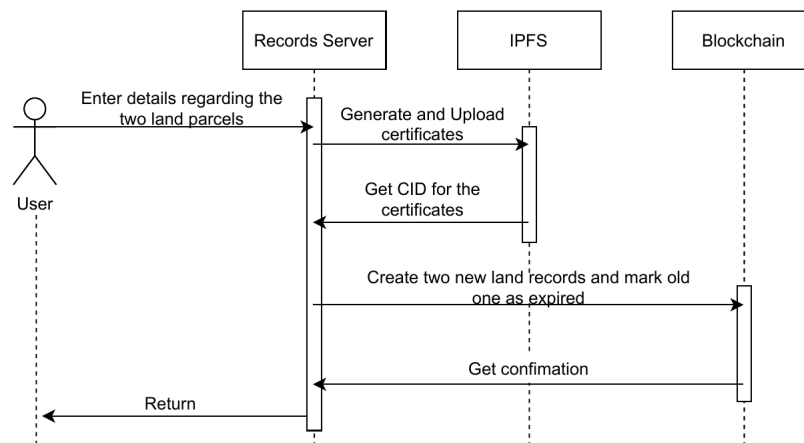 Records Server
IPFS
Blockchain
Enter details regarding the
two land parcels
Generate and Upload
certificates
User
Get CID for the
certificates
Create two new land records and mark old
one as expired
Get confimation
Return